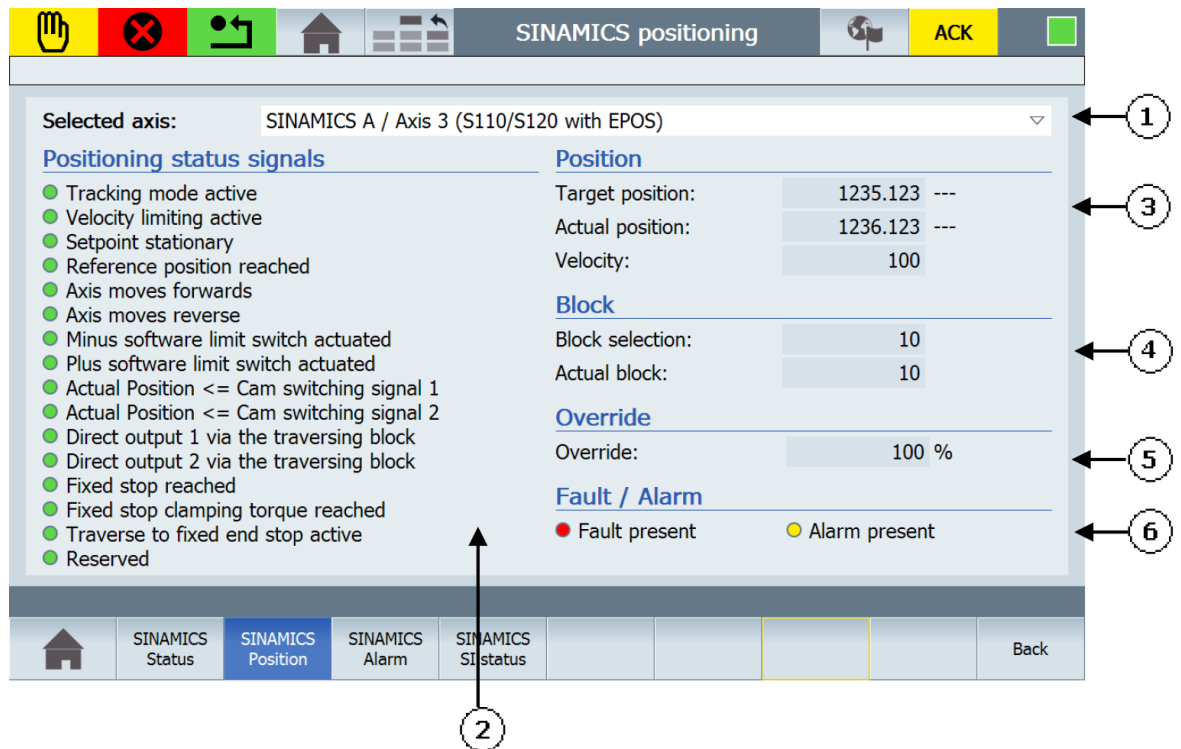 SINAMICS positioning
ACK
Selected axis:
SINAMICS A / Axis 3 (S110/S120 with EPOS)
1
Positioning status signals
Tracking mode active
Velocity limiting active
Setpoint stationary
Reference position reached
Axis moves forwards
Axis moves reverse
Minus software limit switch actuated
Plus software limit switch actuated
Actual Position <= Cam switching signal 1
Actual Position <= Cam switching signal 2
Direct output 1 via the traversing block
Direct output 2 via the traversing block
Fixed stop reached
Fixed stop clamping torque reached
Traverse to fixed end stop active
Reserved
Position
Target position: 1235.123 ---
Actual position: 1236.123 ---
Velocity: 100
3
Block
Block selection: 10
Actual block: 10
4
Override
Override: 100 %
5
Fault / Alarm
Fault present
Alarm present
6
SINAMICS
Status
SINAMICS
Position
SINAMICS
Alarm
SINAMICS
SI status
Back
2